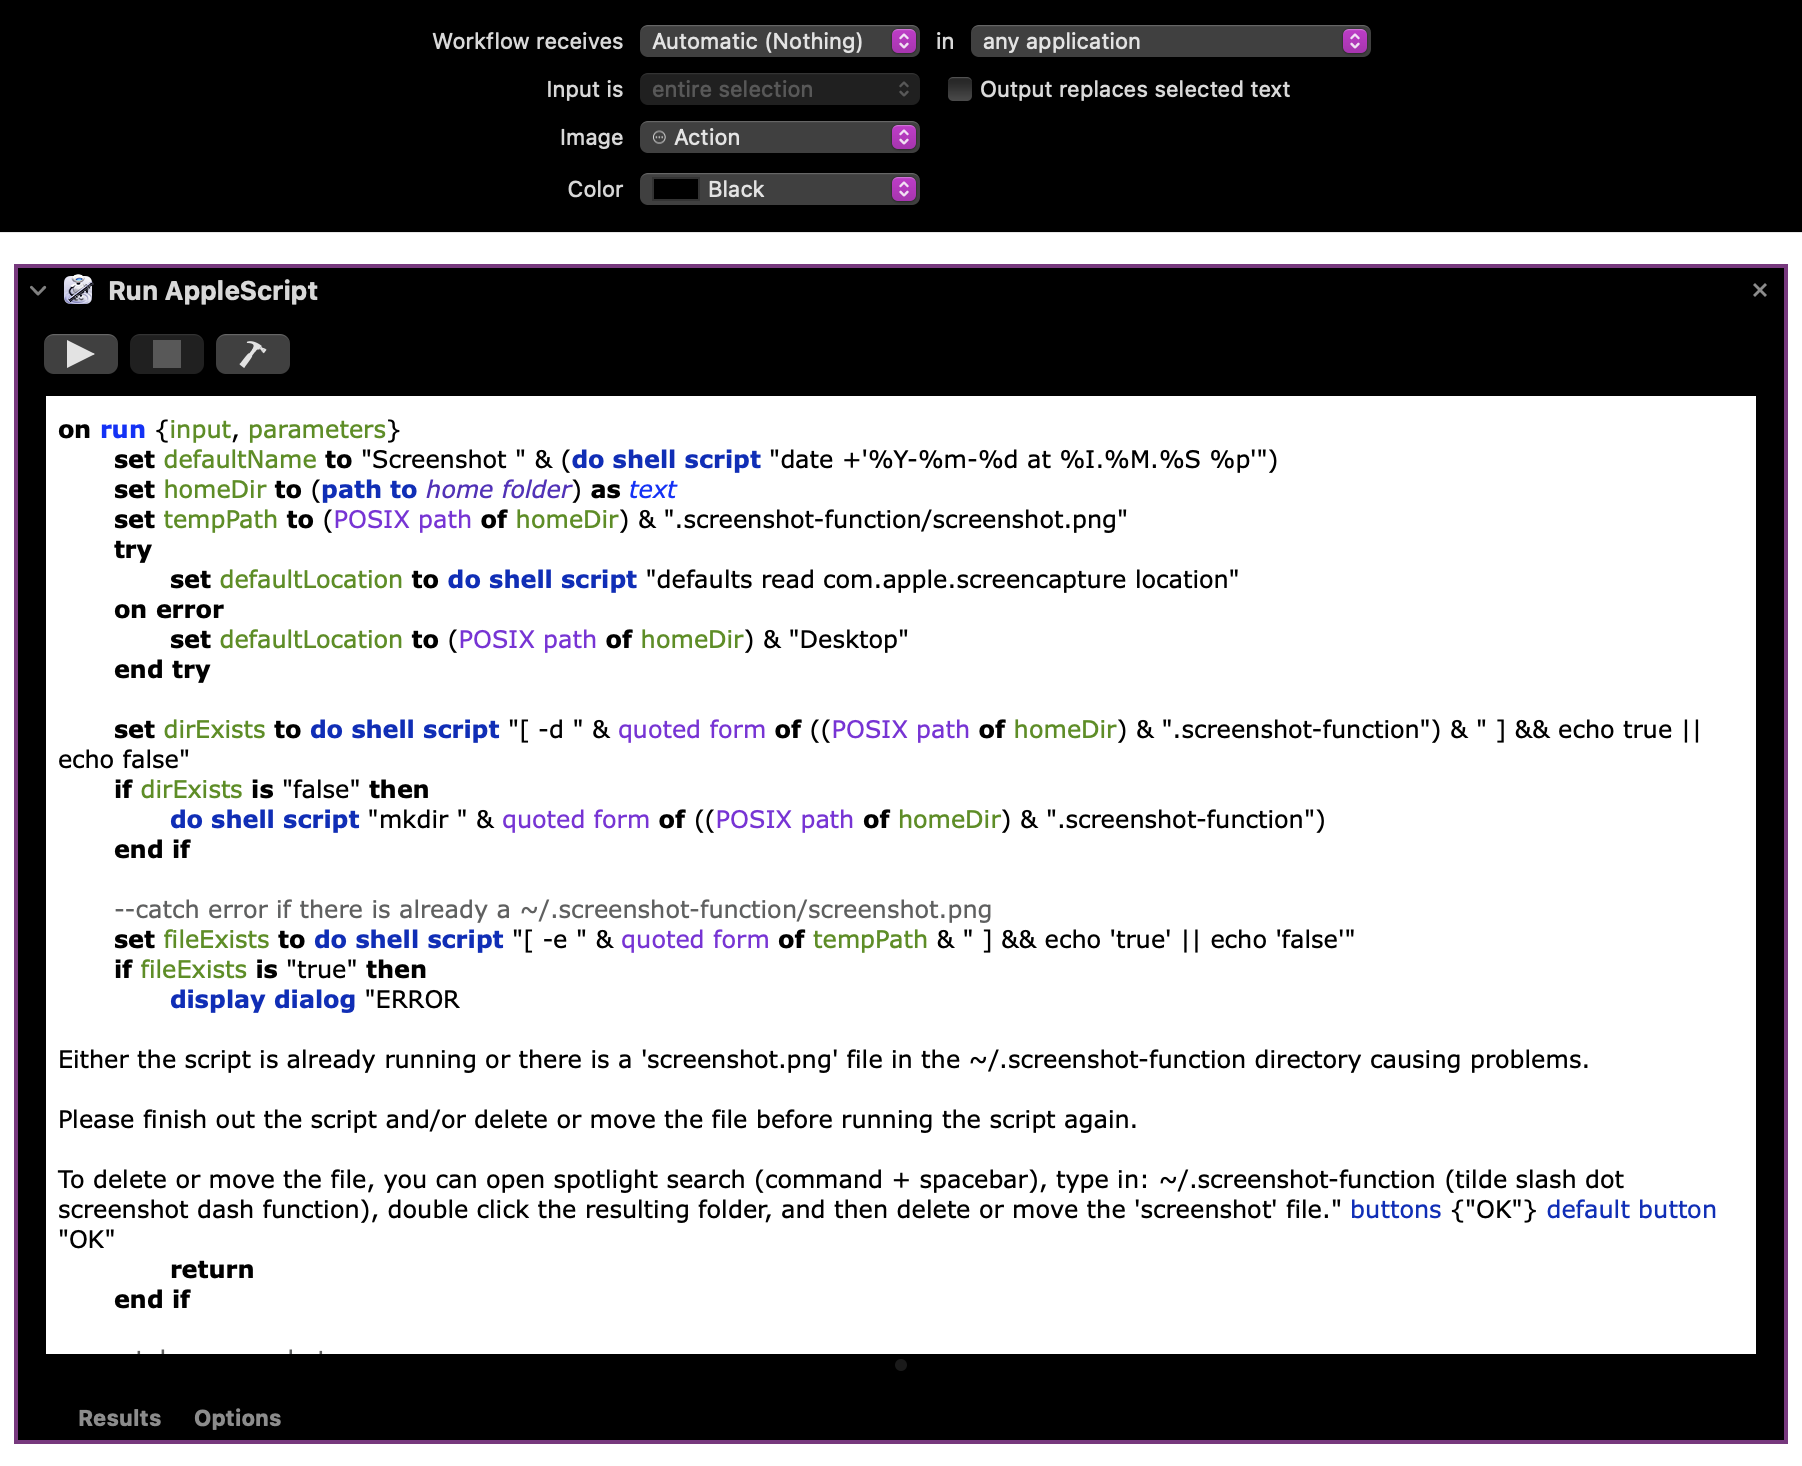 Workflow receives Automatic (Nothing) in any application
Input is entire selection Output replaces selected text
Image Action
Color Black
Run AppleScript
on run {input, parameters}
set defaultName to "Screenshot " & (do shell script "date +'%Y-%m-%d at %I.%M.%S %p'")
set homeDir to (path to home folder) as text
set tempPath to (POSIX path of homeDir) & ".screenshot-function/screenshot.png"
try
set defaultLocation to do shell script "defaults read com.apple.screencapture location"
on error
set defaultLocation to (POSIX path of homeDir) & "Desktop"
end try
set dirExists to do shell script "[ -d " & quoted form of ((POSIX path of homeDir) & ".screenshot-function") & " ] && echo true ||
echo false"
if dirExists is "false" then
do shell script "mkdir " & quoted form of ((POSIX path of homeDir) & ".screenshot-function")
end if
--catch error if there is already a ~/.screenshot-function/screenshot.png
set fileExists to do shell script "[ -e " & quoted form of tempPath & " ] && echo 'true' || echo 'false'"
if fileExists is "true" then
display dialog "ERROR
Either the script is already running or there is a 'screenshot.png' file in the ~/.screenshot-function directory causing problems.
Please finish out the script and/or delete or move the file before running the script again.
To delete or move the file, you can open spotlight search (command + spacebar), type in: ~/.screenshot-function (tilde slash dot
screenshot dash function), double click the resulting folder, and then delete or move the 'screenshot' file." buttons {"OK"} default button
"OK"
return
end if
Results Options